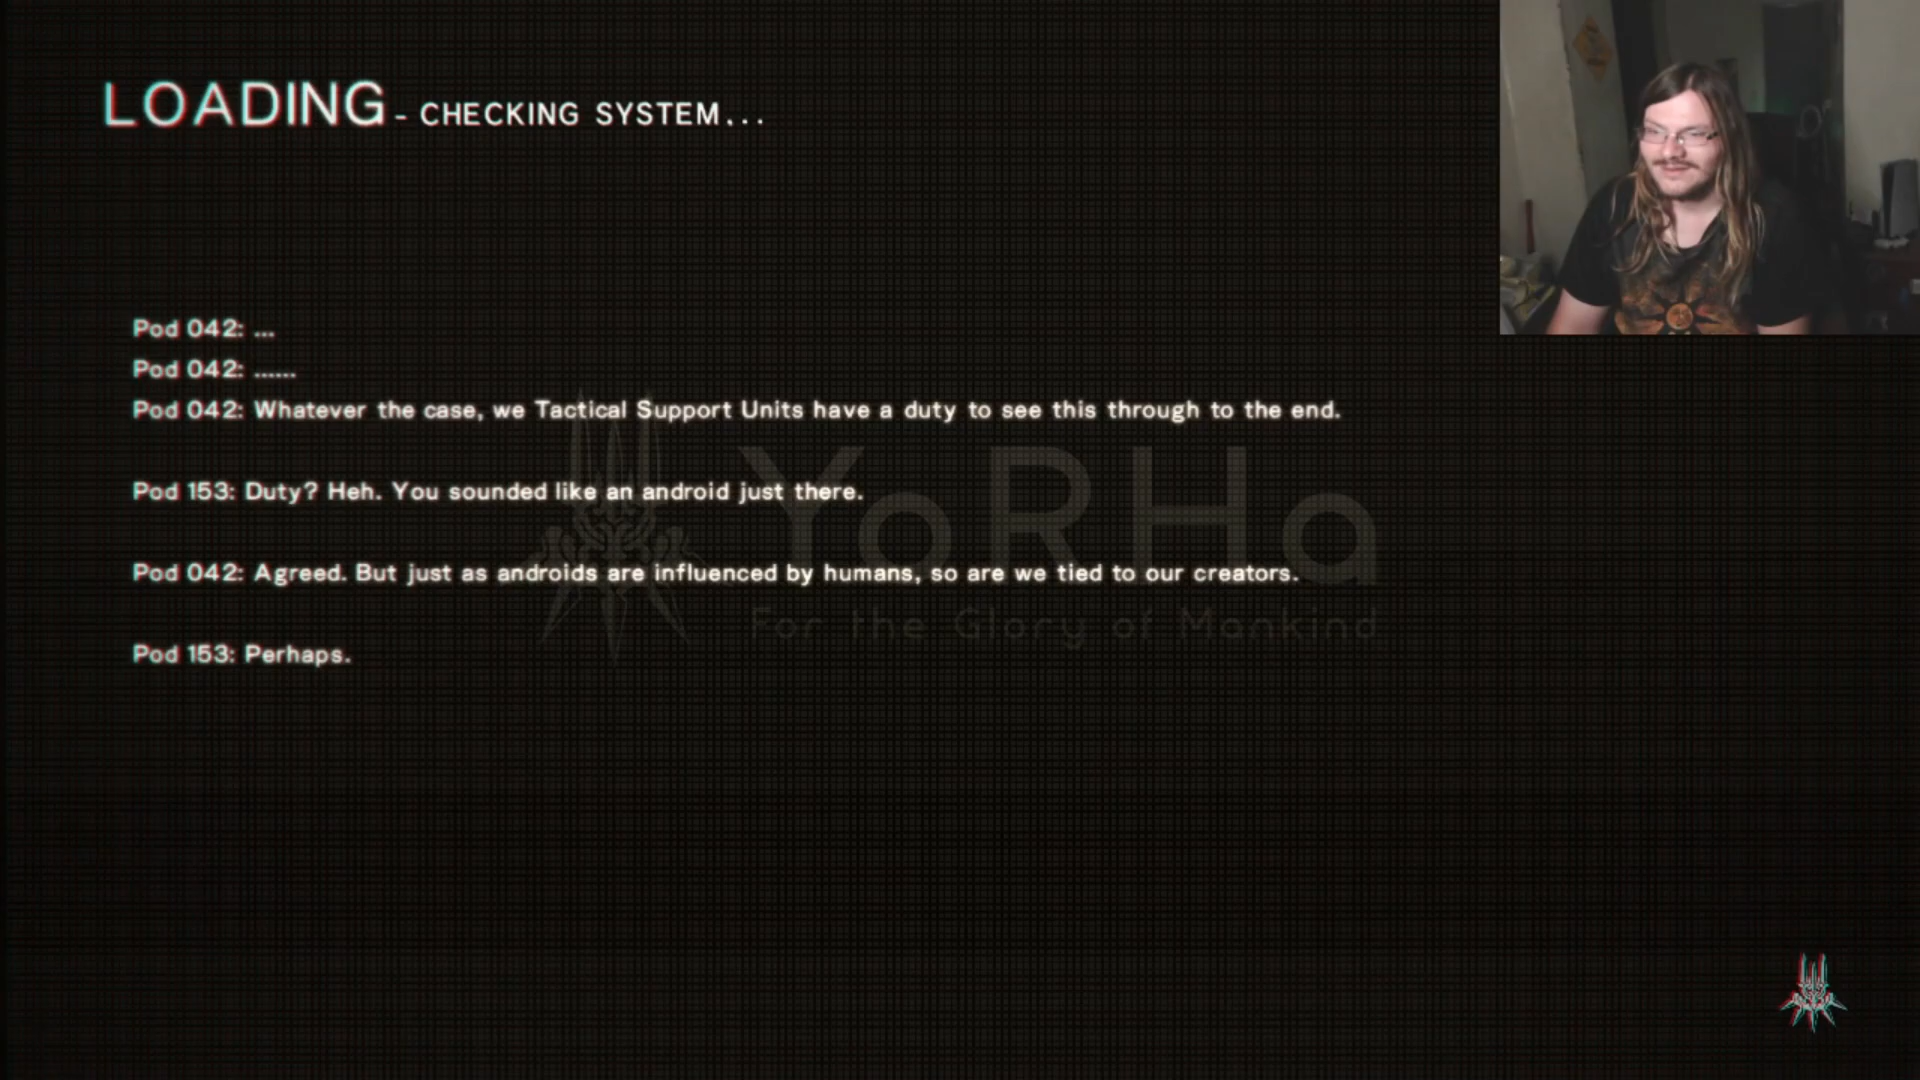 LOADING - CHECKING SYSTEM...
Pod 042: ...
Pod 042: ......
Pod 042: Whatever the case, we Tactical Support Units have a duty to see this through to the end.
Pod 153: Duty? Heh. You sounded like an android just there.
YoRHa
Pod 042: Agreed. But just as androids are influenced by humans, so are we tied to our creators.
For the Glory of Mankind
Pod 153: Perhaps.